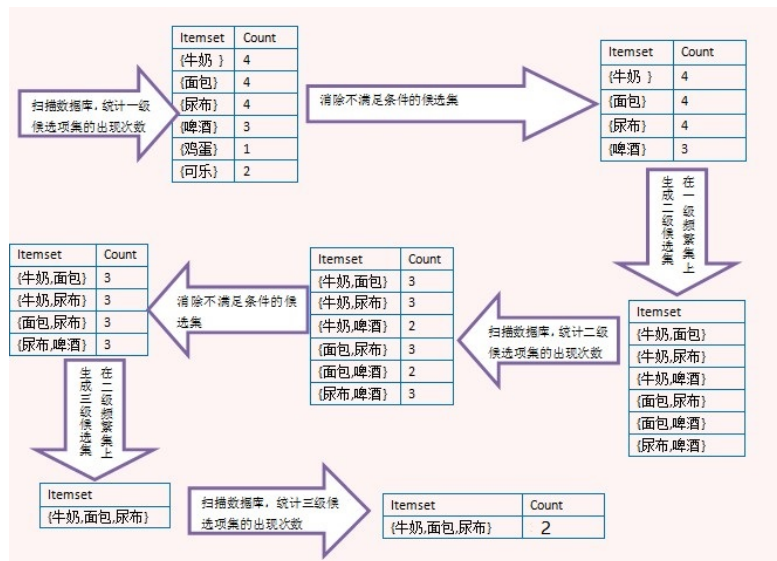 Itemset Count
{牛奶 } 4
{面包} 4
{尿布} 4
{啤酒} 3
{鸡蛋} 1
{可乐} 2
扫描数据库，统计一级
候选项集的出现次数
消除不满足条件的候选集
Itemset Count
{牛奶 } 4
{面包} 4
{尿布} 4
{啤酒} 3
在一级频繁集上
生成二级候选集
Itemset
{牛奶,面包}
{牛奶,尿布}
{牛奶,啤酒}
{面包,尿布}
{面包,啤酒}
{尿布,啤酒}
扫描数据库，统计二级
候选项集的出现次数
Itemset Count
{牛奶,面包} 3
{牛奶,尿布} 3
{牛奶,啤酒} 2
{面包,尿布} 3
{面包,啤酒} 2
{尿布,啤酒} 3
消除不满足条件的候
选集
Itemset Count
{牛奶,面包} 3
{牛奶,尿布} 3
{面包,尿布} 3
{尿布,啤酒} 3
在二级频繁集上
生成三级候选集
Itemset
{牛奶,面包,尿布}
扫描数据库，统计三级候
选项集的出现次数
Itemset Count
{牛奶,面包,尿布} 2